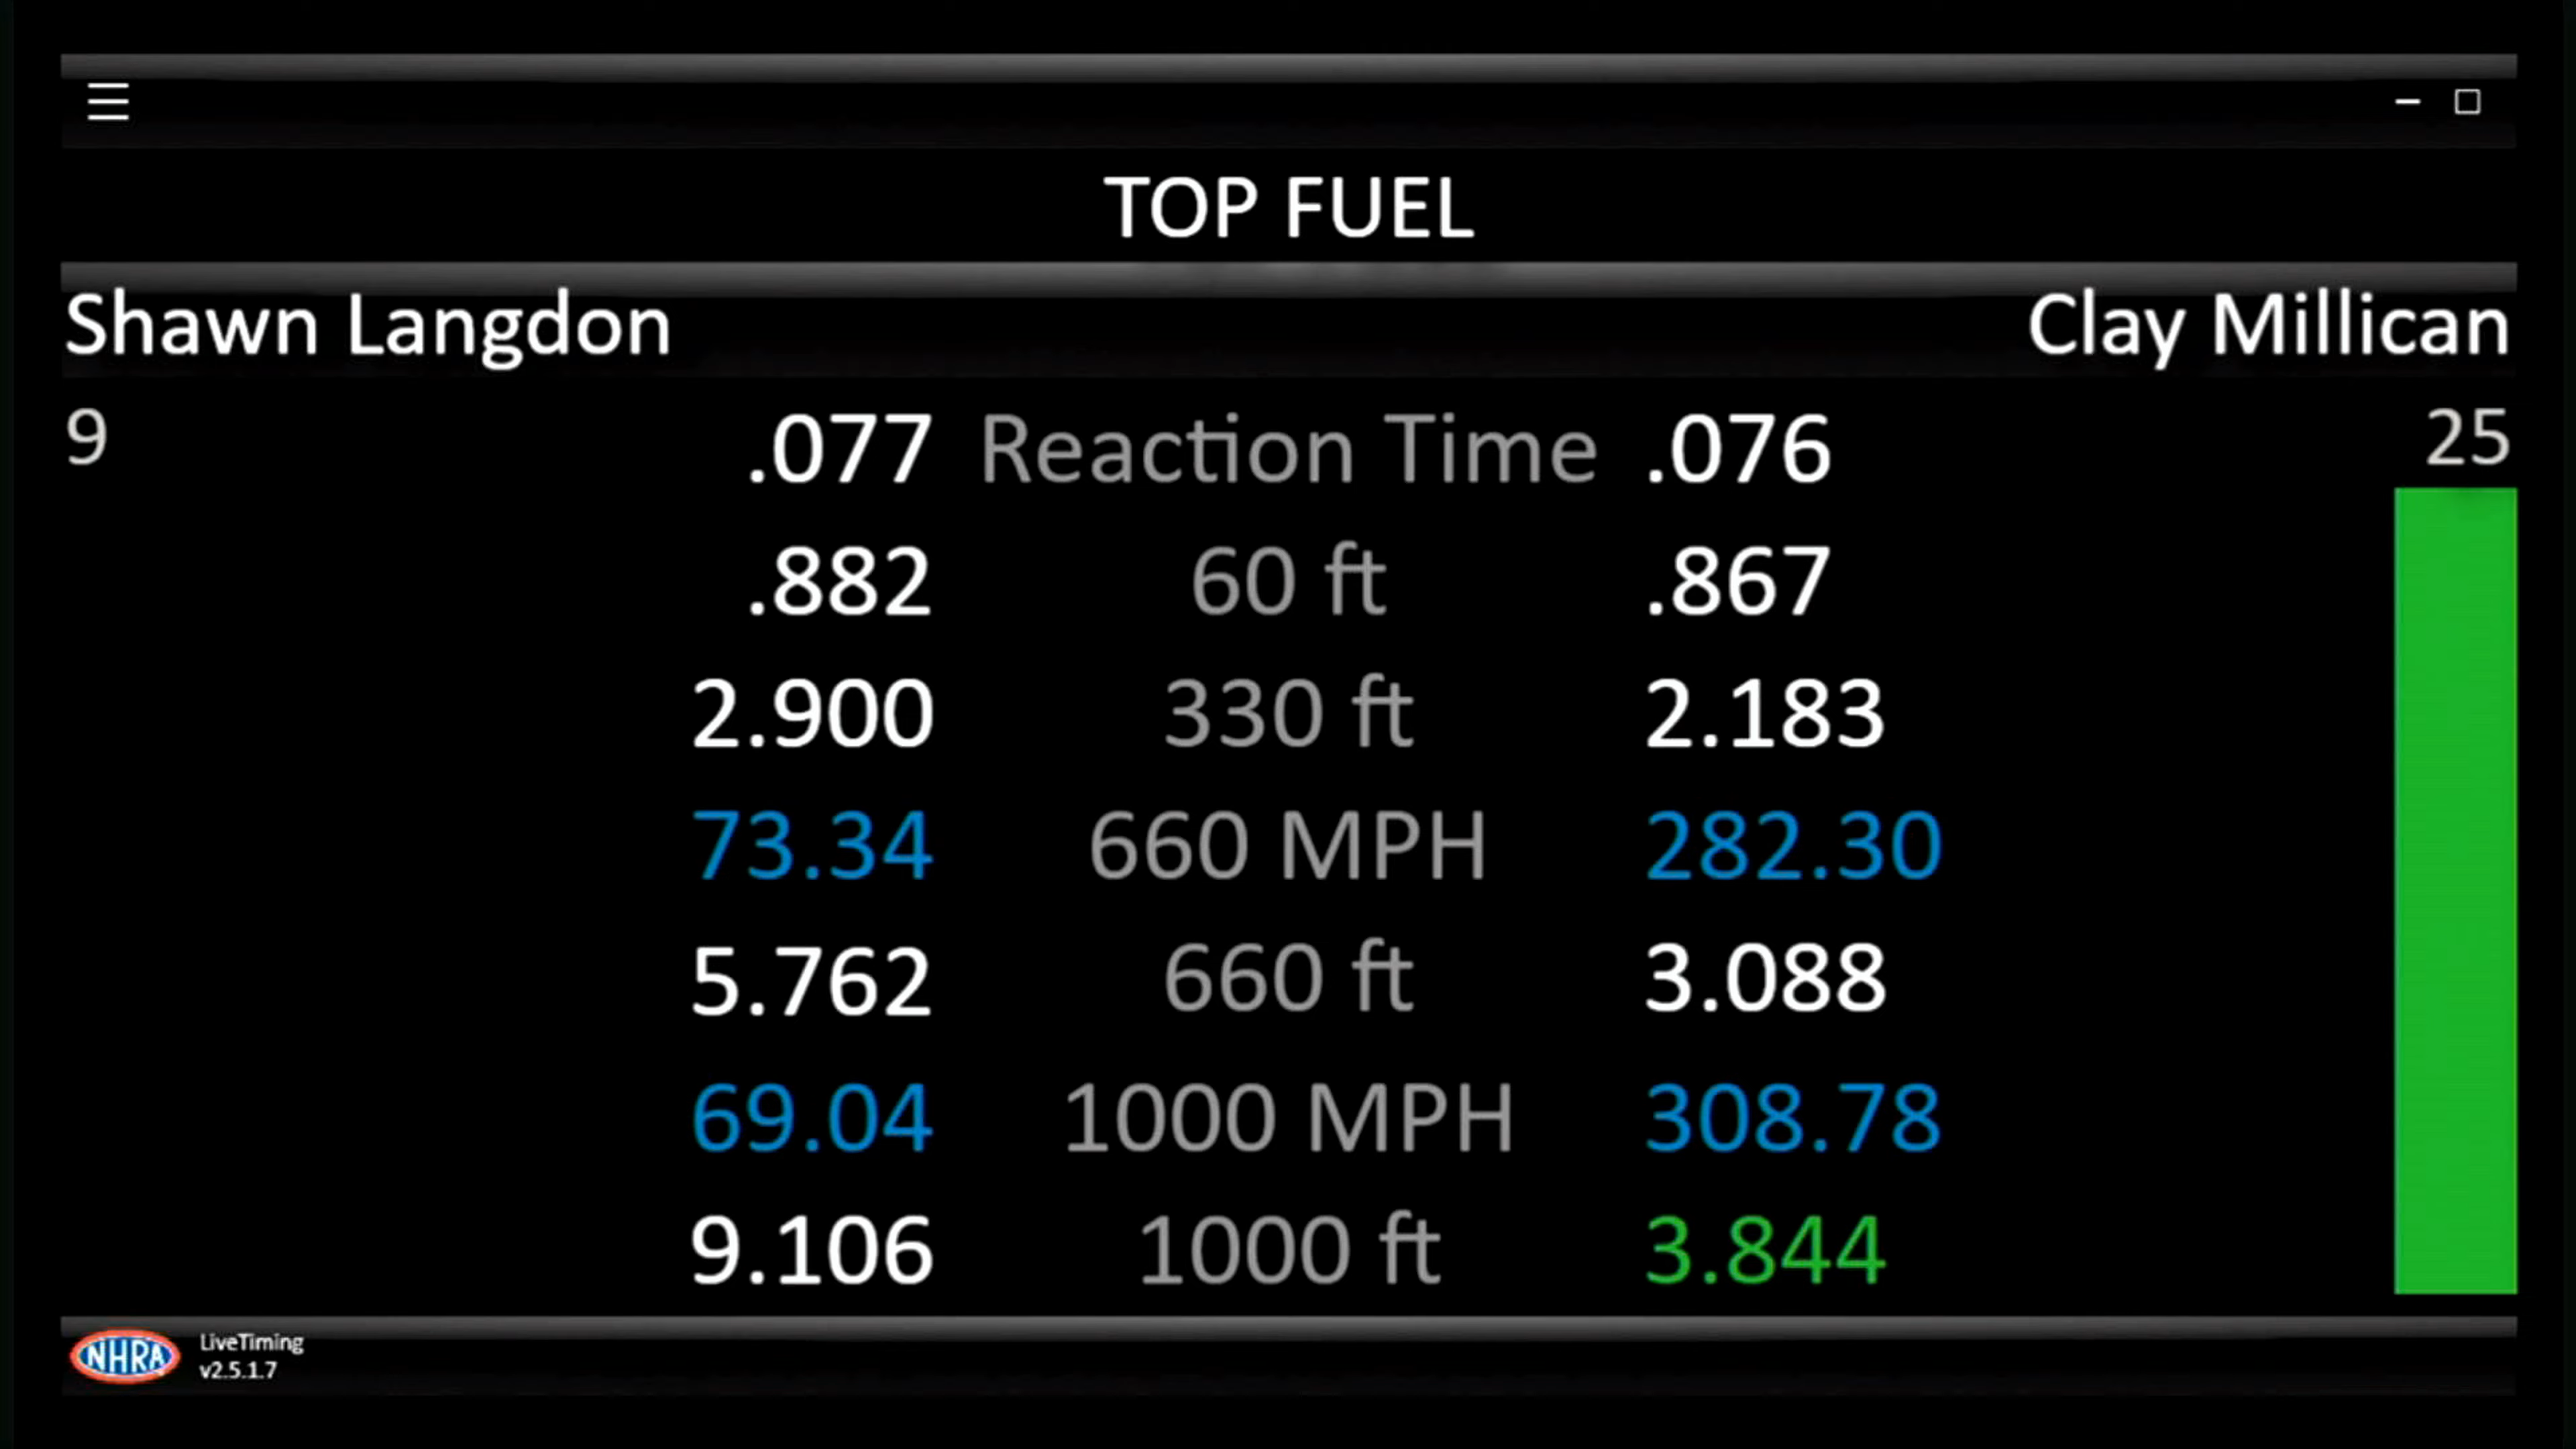 TOP FUEL
Shawn Langdon Clay Millican
9 .077 Reaction Time .076 25
.882 60 ft .867
2.900 330 ft 2.183
73.34 660 MPH 282.30
5.762 660 ft 3.088
69.04 1000 MPH 308.78
9.106 1000 ft 3.844
NHRA LiveTiming
v2.5.1.7